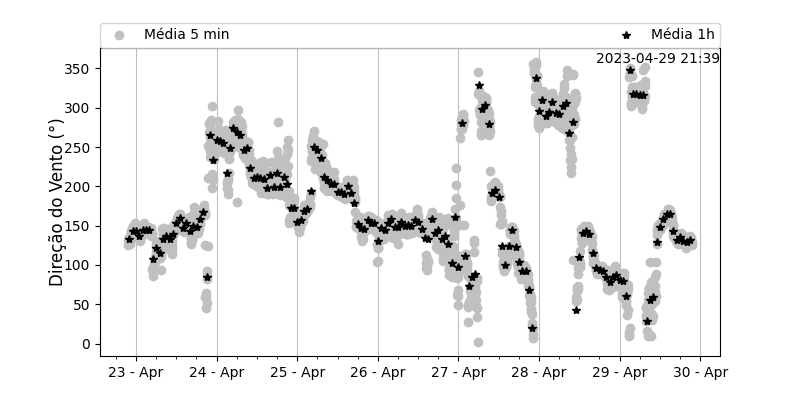 Média 5 min
Média 1h
2023-04-29 21:39
Direção do Vento (°)
350
300
250
200
150
100
50
0
23 - Apr
24 - Apr
25 - Apr
26 - Apr
27 - Apr
28 - Apr
29 - Apr
30 - Apr